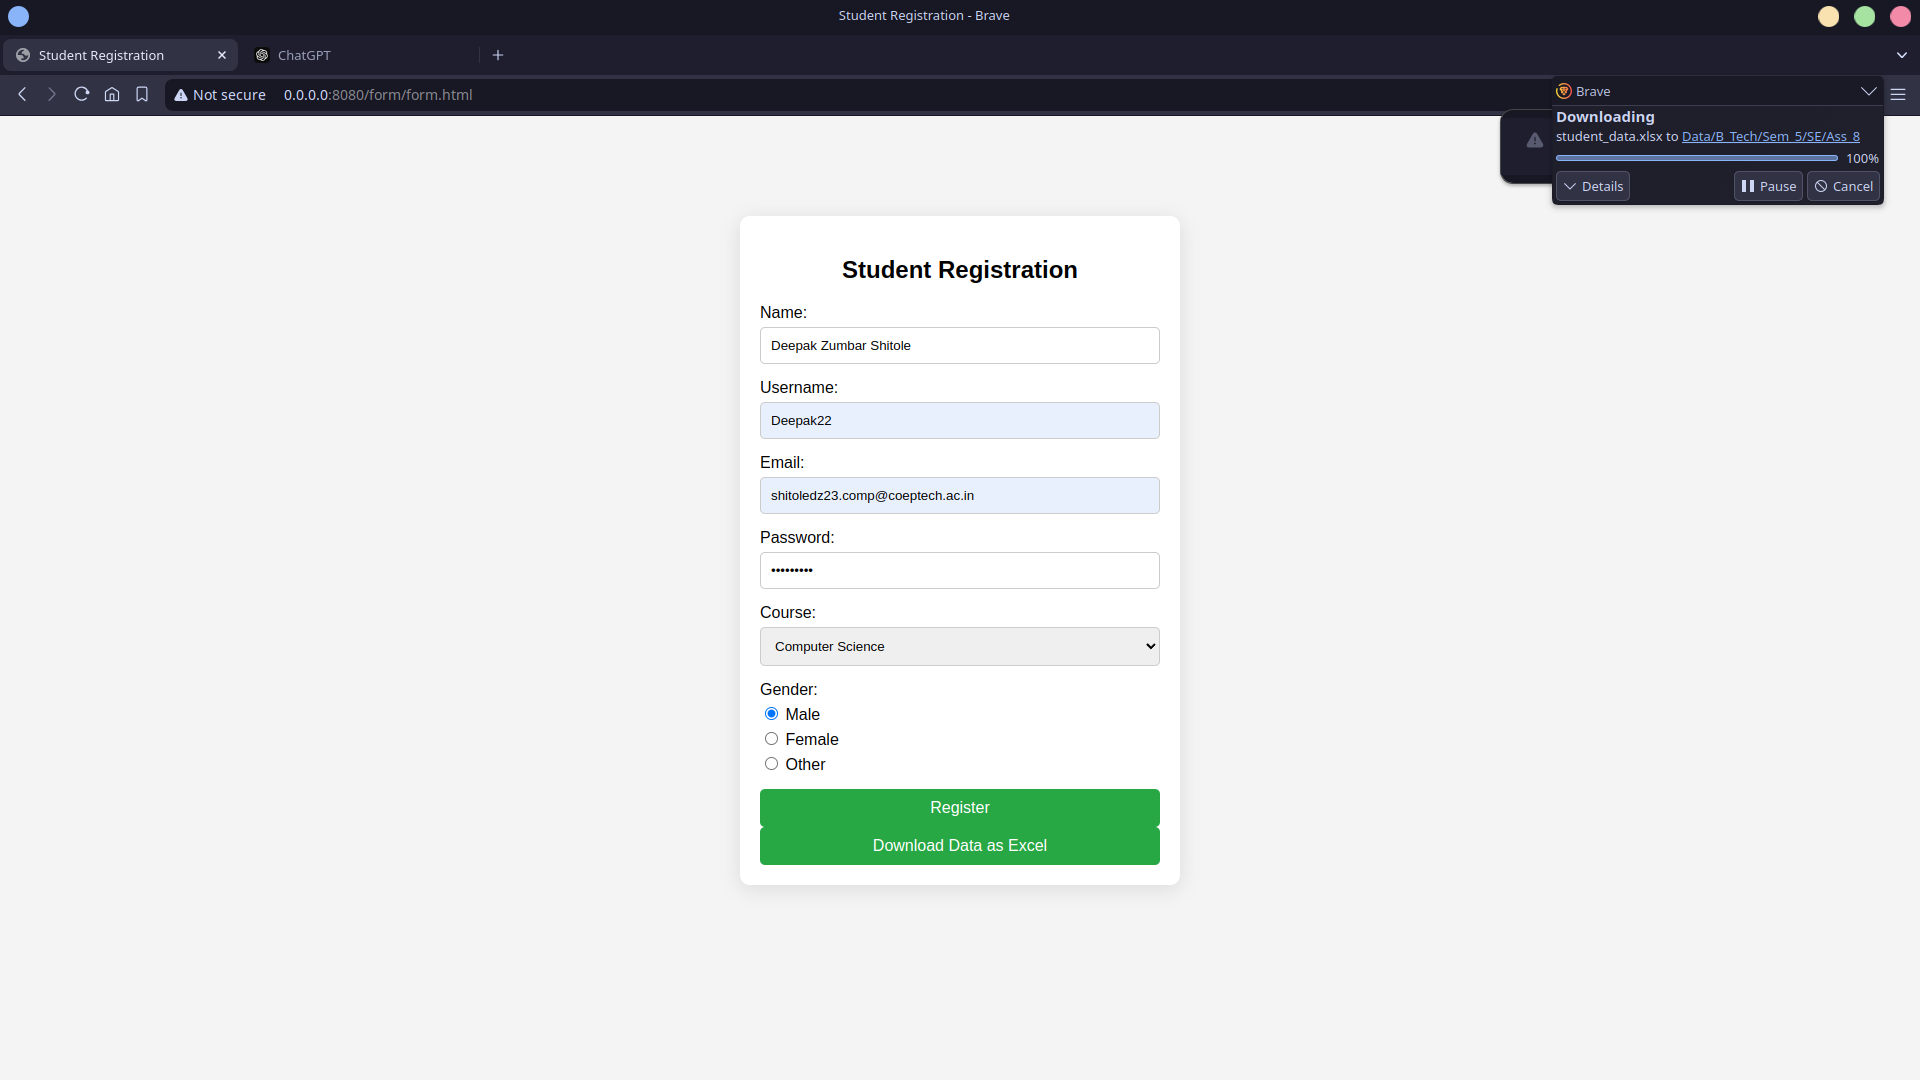 Student Registration - Brave
Student Registration
ChatGPT
Not secure 0.0.0.0:8080/form/form.html
Brave
Downloading
student_data.xlsx to Data/B_Tech/Sem_5/SE/Ass_8
100%
Details Pause Cancel
Student Registration
Name:
Deepak Zumbar Shitole
Username:
Deepak22
Email:
shitoledz23.comp@coeptech.ac.in
Password:
•••••••••
Course:
Computer Science
Gender:
Male
Female
Other
Register
Download Data as Excel